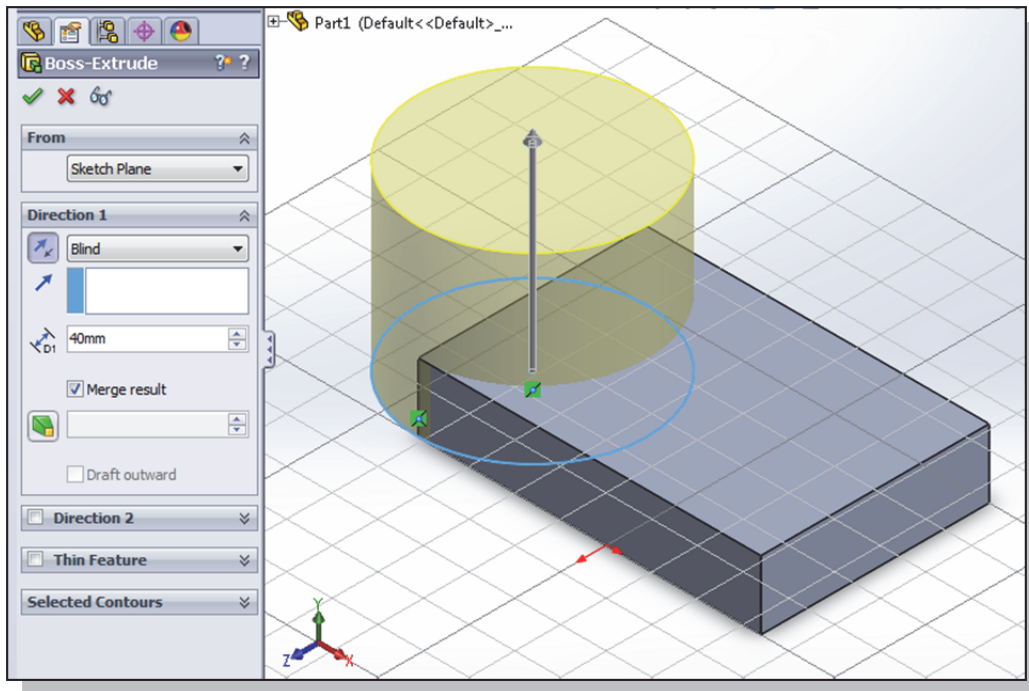 Part1 (Default<<Default>_...
Boss-Extrude
? ?
From
Sketch Plane
Direction 1
Blind
D1
40mm
Merge result
Draft outward
Direction 2
Thin Feature
Selected Contours
Y
Z
X